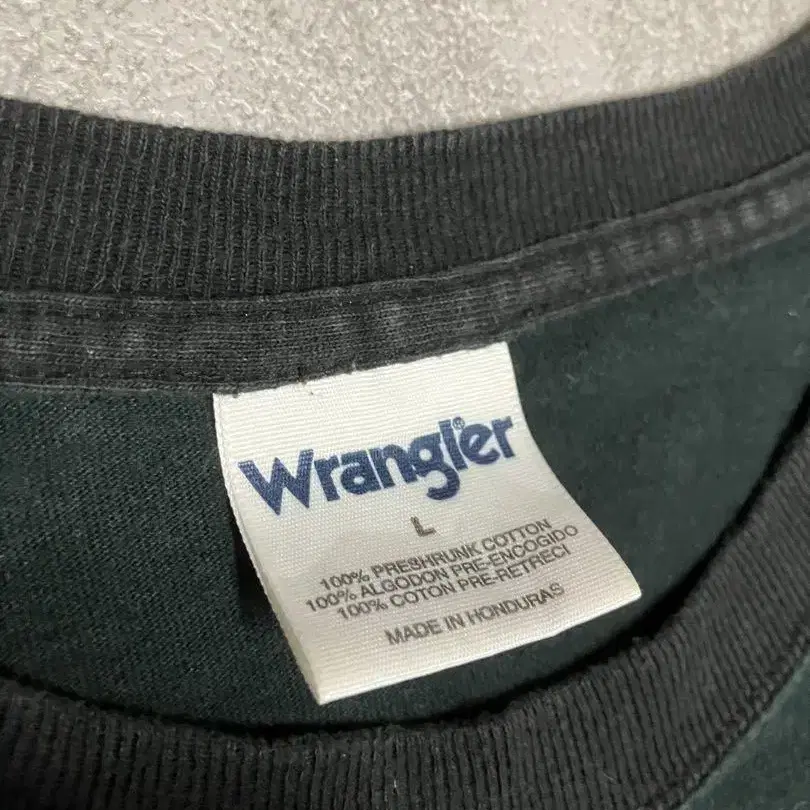 Wrangler®
L
100% PRESHRUNK COTTON
100% ALGODON PRE-ENCOGIDO
100% COTON PRE-RETRECI
MADE IN HONDURAS